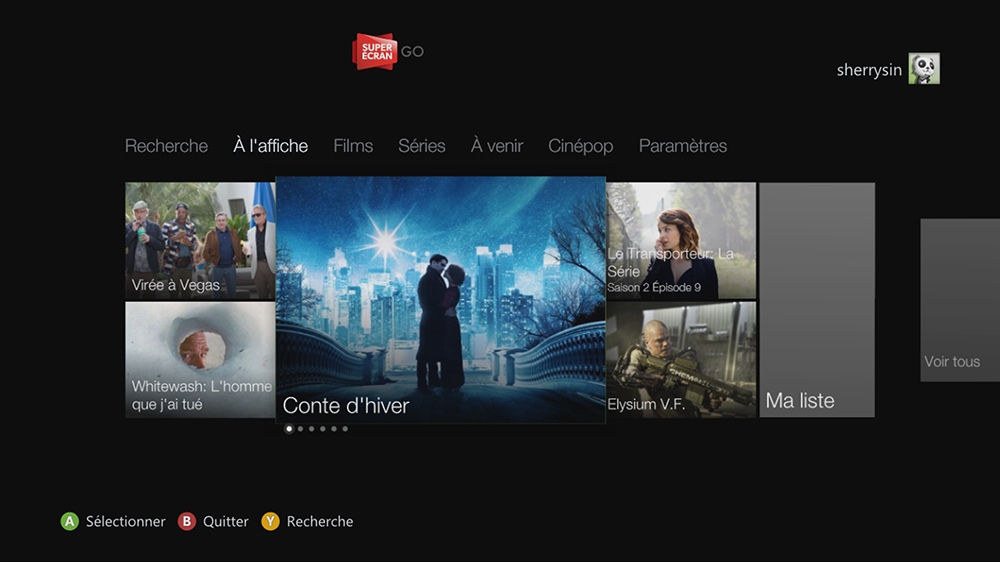 SUPER
ÉCRAN GO
sherrysin
Recherche À l'affiche Films Séries À venir Cinépop Paramètres
Virée à Vegas
Whitewash: L'homme
que j'ai tué
Conte d'hiver
Le Transporteur: La
Série
Saison 2 Épisode 9
Elysium V.F.
Ma liste
Voir tous
A Sélectionner B Quitter Y Recherche